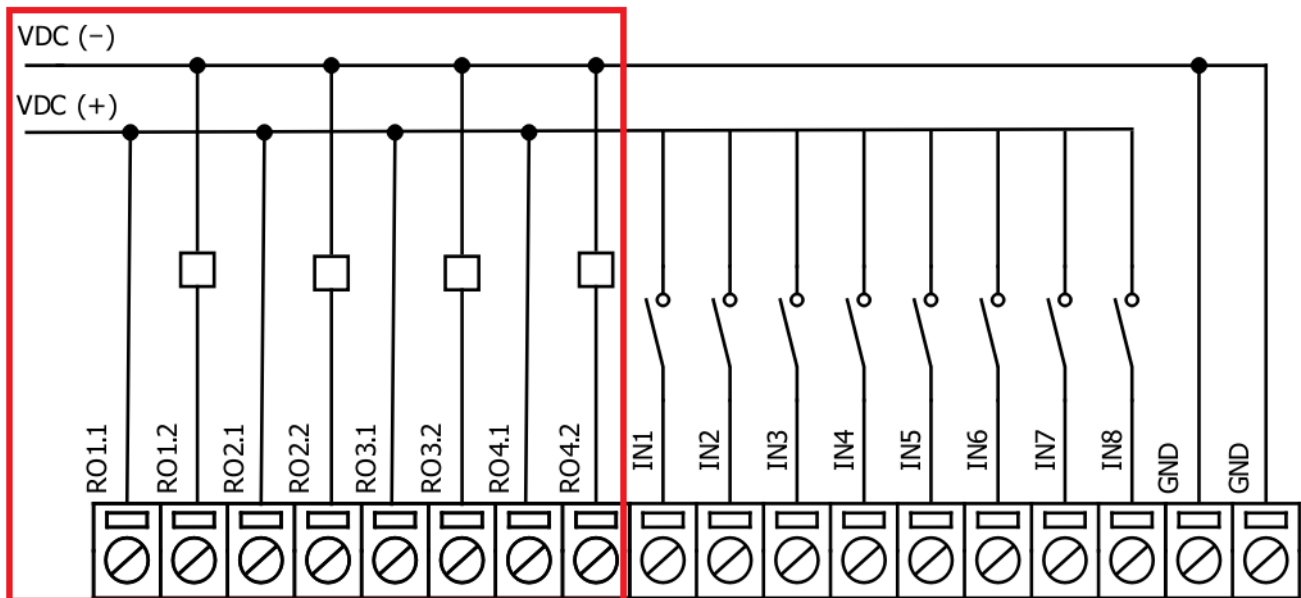 VDC (−)
VDC (+)
RO1.1
RO1.2
RO2.1
RO2.2
RO3.1
RO3.2
RO4.1
RO4.2
IN1
IN2
IN3
IN4
IN5
IN6
IN7
IN8
GND
GND